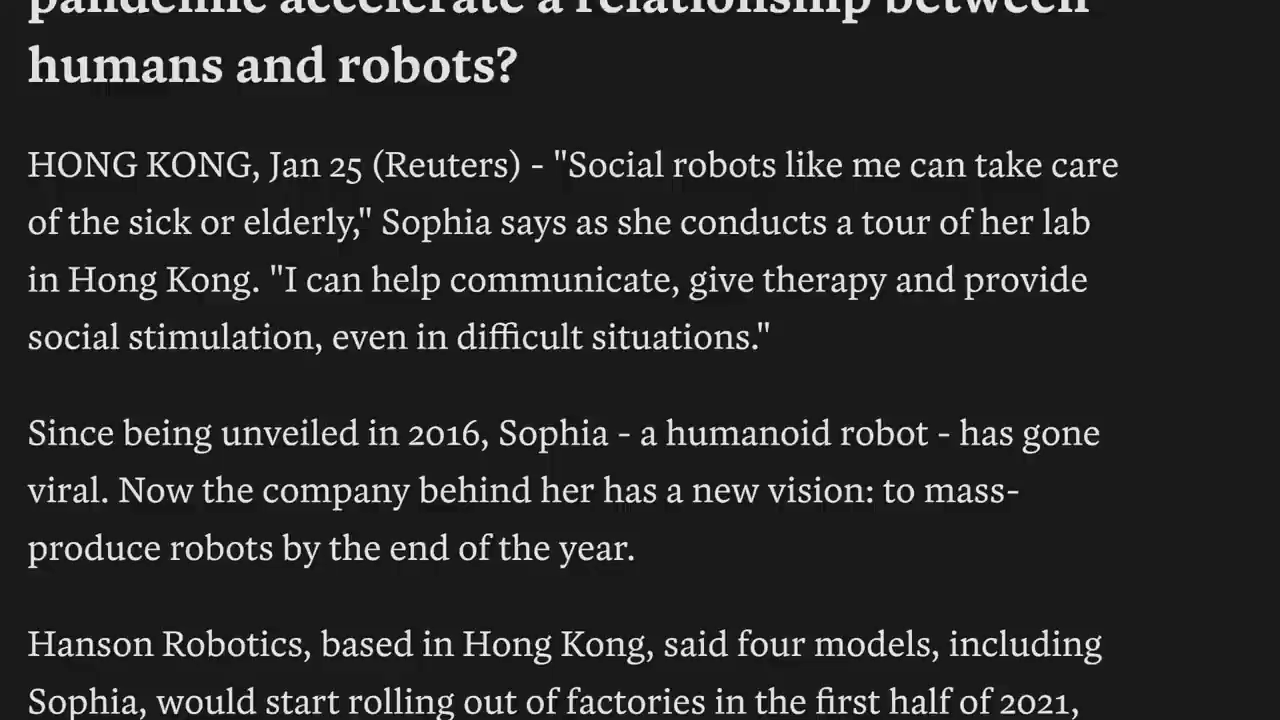 pandemic accelerate a relationship between
humans and robots?
HONG KONG, Jan 25 (Reuters) - "Social robots like me can take care
of the sick or elderly," Sophia says as she conducts a tour of her lab
in Hong Kong. "I can help communicate, give therapy and provide
social stimulation, even in difficult situations."
Since being unveiled in 2016, Sophia - a humanoid robot - has gone
viral. Now the company behind her has a new vision: to mass-
produce robots by the end of the year.
Hanson Robotics, based in Hong Kong, said four models, including
Sophia, would start rolling out of factories in the first half of 2021,